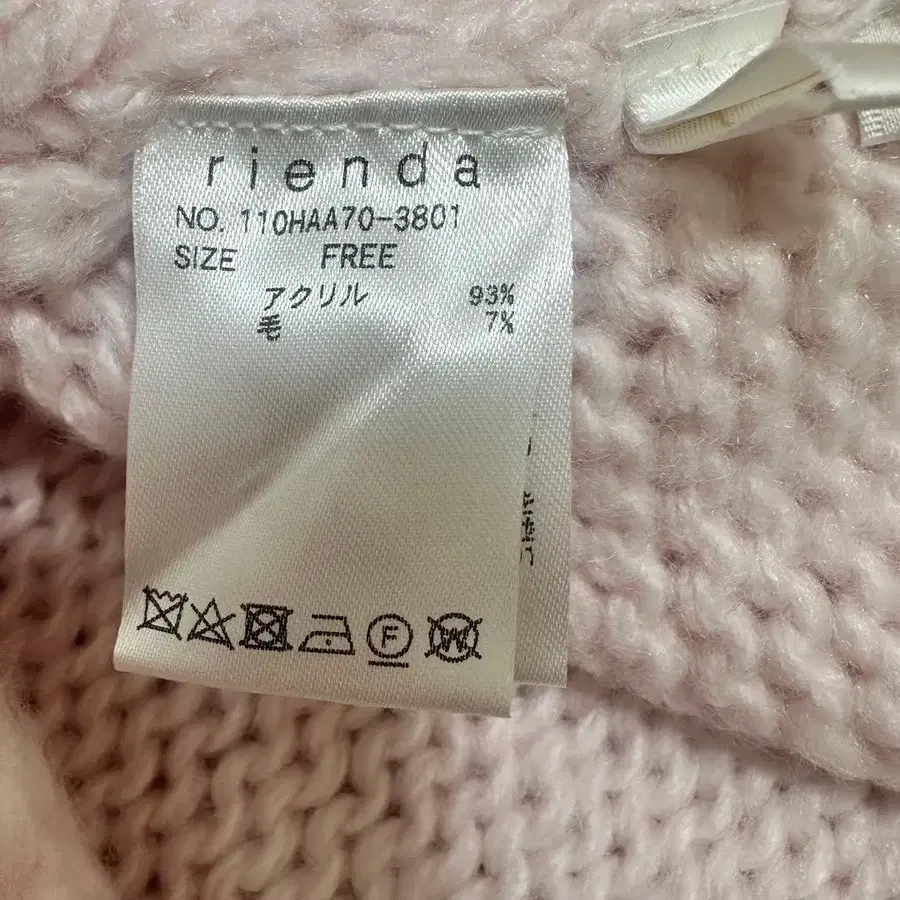 rienda
NO. 110HAA70-3801
SIZE FREE
アクリル 93%
毛 7%
F
W